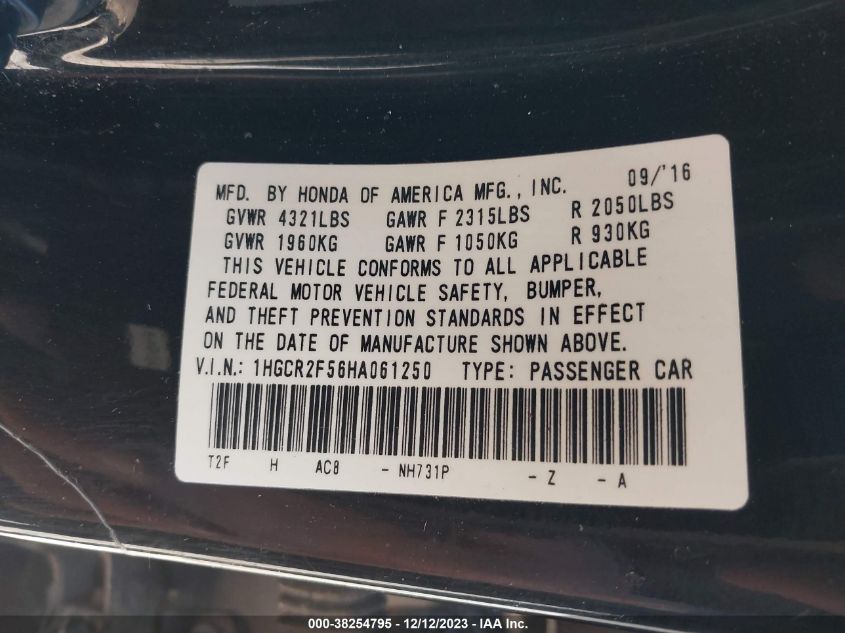 MFD. BY HONDA OF AMERICA MFG., INC. 09/'16
GVWR 4321LBS GAWR F 2315LBS R 2050LBS
GVWR 1960KG GAWR F 1050KG R 930KG
THIS VEHICLE CONFORMS TO ALL APPLICABLE
FEDERAL MOTOR VEHICLE SAFETY, BUMPER,
AND THEFT PREVENTION STANDARDS IN EFFECT
ON THE DATE OF MANUFACTURE SHOWN ABOVE.
V.I.N.: 1HGCR2F56HA061250 TYPE: PASSENGER CAR
T2F H AC8 - NH731P - Z - A
000-38254795 - 12/12/2023 - IAA Inc.